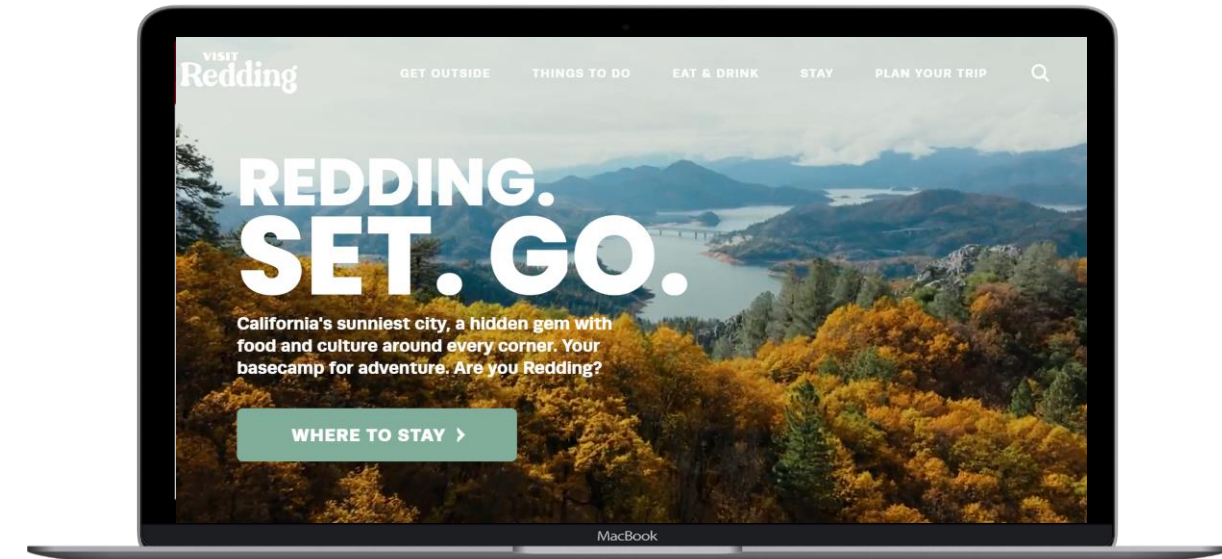 VISIT
Redding
GET OUTSIDE THINGS TO DO EAT & DRINK STAY PLAN YOUR TRIP
REDDING.
SET. GO.
California's sunniest city, a hidden gem with
food and culture around every corner. Your
basecamp for adventure. Are you Redding?
WHERE TO STAY >
MacBook